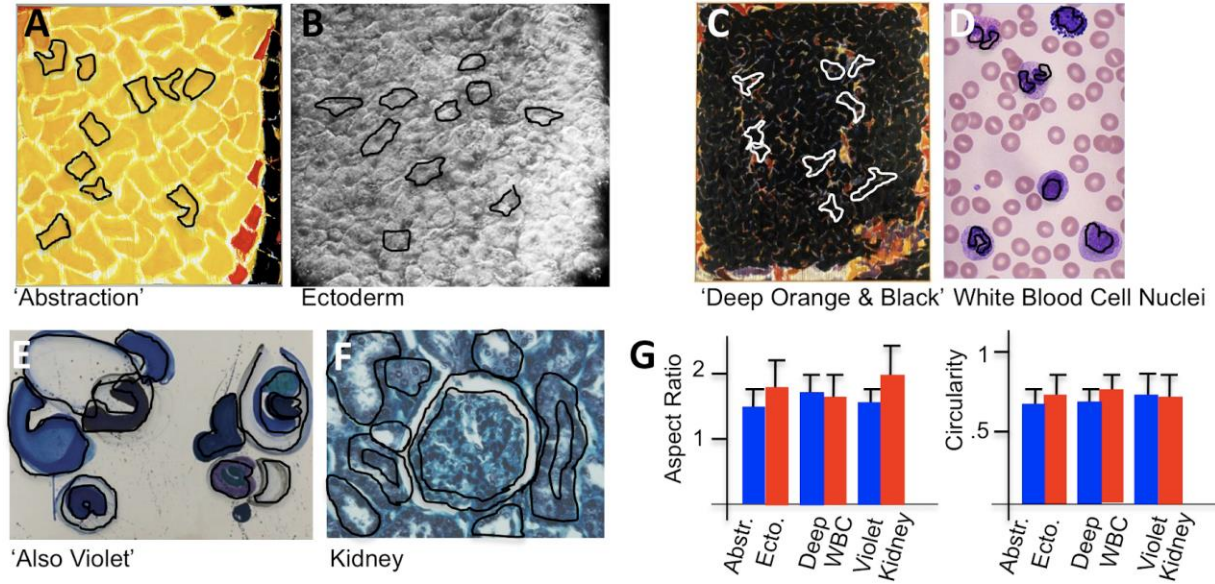 A
B
C
D
'Abstraction'
Ectoderm
'Deep Orange & Black'
White Blood Cell Nuclei
E
F
G
'Also Violet'
Kidney
Aspect Ratio
2
1
Abstr.
Ecto.
Deep
WBC
Violet
Kidney
Circularity
1
.5
Abstr.
Ecto.
Deep
WBC
Violet
Kidney